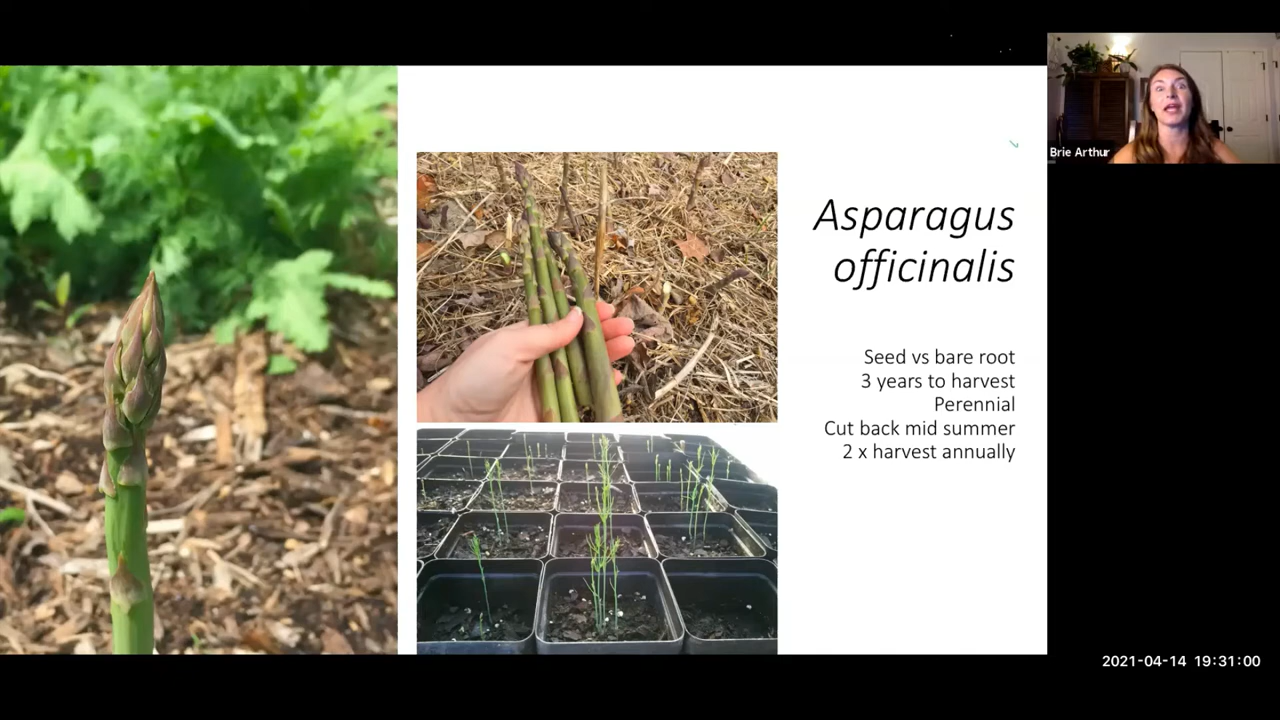 Brie Arthur
Asparagus
officinalis
Seed vs bare root
3 years to harvest
Perennial
Cut back mid summer
2 x harvest annually
2021-04-14 19:31:00